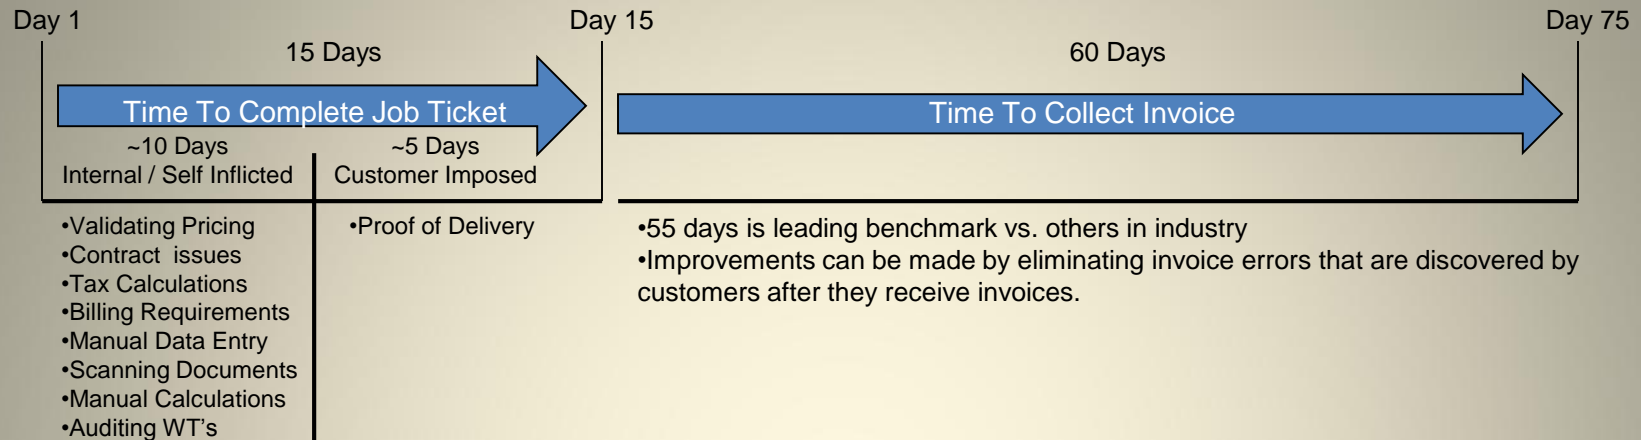 Day 1
Day 15
Day 75
15 Days
60 Days
Time To Complete Job Ticket
Time To Collect Invoice
~10 Days
Internal / Self Inflicted
~5 Days
Customer Imposed
•Validating Pricing
•Contract issues
•Tax Calculations
•Billing Requirements
•Manual Data Entry
•Scanning Documents
•Manual Calculations
•Auditing WT's
•Proof of Delivery
•55 days is leading benchmark vs. others in industry
•Improvements can be made by eliminating invoice errors that are discovered by
customers after they receive invoices.